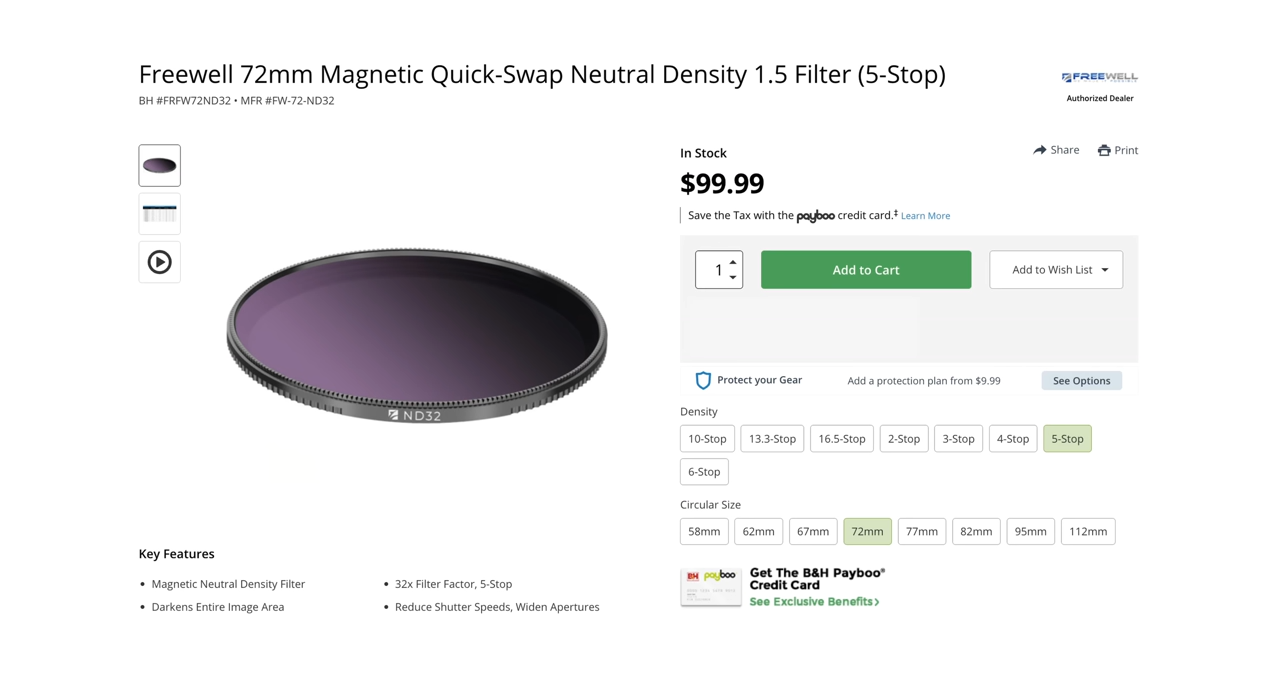 Freewell 72mm Magnetic Quick-Swap Neutral Density 1.5 Filter (5-Stop)
BH #FRFW72ND32 • MFR #FW-72-ND32
FREEWELL
Authorized Dealer
In Stock
Share
Print
$99.99
Save the Tax with the payboo credit card.‡ Learn More
1
Add to Cart
Add to Wish List
Protect your Gear
Add a protection plan from $9.99
See Options
ND32
Density
10-Stop 13.3-Stop 16.5-Stop 2-Stop 3-Stop 4-Stop 5-Stop
6-Stop
Circular Size
58mm 62mm 67mm 72mm 77mm 82mm 95mm 112mm
BH payboo
Get The B&H Payboo®
Credit Card
See Exclusive Benefits›
Key Features
• Magnetic Neutral Density Filter
• Darkens Entire Image Area
• 32x Filter Factor, 5-Stop
• Reduce Shutter Speeds, Widen Apertures